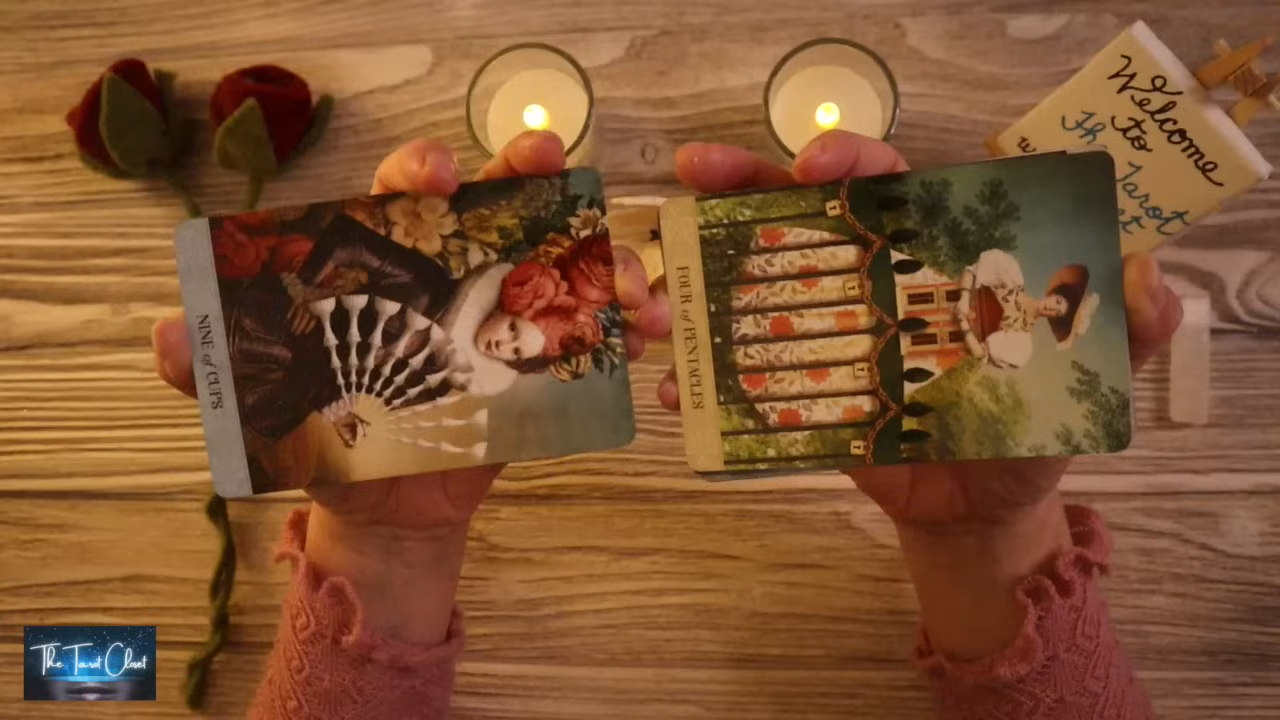 Welcome
to
Tarot
NINE of CUPS
FOUR of PENTACLES
The Tarot Closet